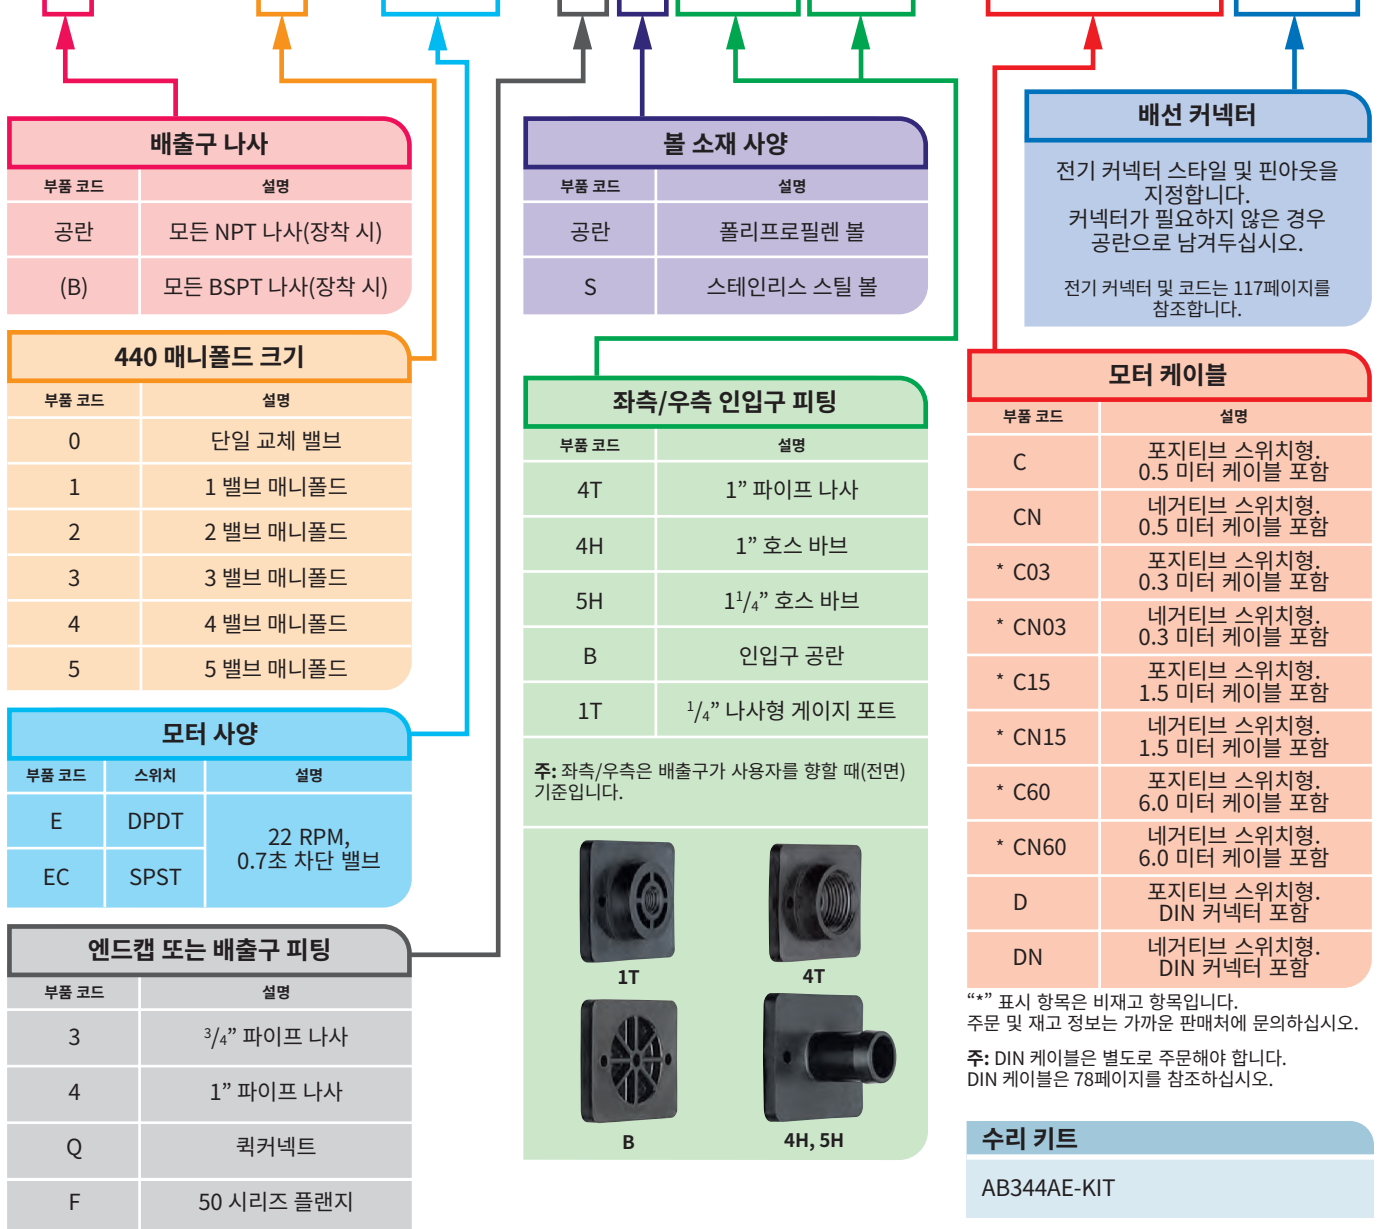 배출구 나사
부품 코드 설명
공란 모든 NPT 나사(장착 시)
(B) 모든 BSPT 나사(장착 시)
440 매니폴드 크기
부품 코드 설명
0 단일 교체 밸브
1 1 밸브 매니폴드
2 2 밸브 매니폴드
3 3 밸브 매니폴드
4 4 밸브 매니폴드
5 5 밸브 매니폴드
모터 사양
부품 코드 스위치 설명
E DPDT
22 RPM,
0.7초 차단 밸브
EC SPST
엔드캡 또는 배출구 피팅
부품 코드 설명
3 3/4” 파이프 나사
4 1” 파이프 나사
Q 퀵커넥트
F 50 시리즈 플랜지
볼 소재 사양
부품 코드 설명
공란 폴리프로필렌 볼
S 스테인리스 스틸 볼
좌측/우측 인입구 피팅
부품 코드 설명
4T 1” 파이프 나사
4H 1” 호스 바브
5H 1 1/4” 호스 바브
B 인입구 공란
1T 1/4” 나사형 게이지 포트
주: 좌측/우측은 배출구가 사용자를 향할 때(전면)
기준입니다.
1T 4T
B 4H, 5H
배선 커넥터
전기 커넥터 스타일 및 핀아웃을
지정합니다.
커넥터가 필요하지 않은 경우
공란으로 남겨두십시오.
전기 커넥터 및 코드는 117페이지를
참조합니다.
모터 케이블
부품 코드 설명
C 포지티브 스위치형.
0.5 미터 케이블 포함
CN 네거티브 스위치형.
0.5 미터 케이블 포함
* C03 포지티브 스위치형.
0.3 미터 케이블 포함
* CN03 네거티브 스위치형.
0.3 미터 케이블 포함
* C15 포지티브 스위치형.
1.5 미터 케이블 포함
* CN15 네거티브 스위치형.
1.5 미터 케이블 포함
* C60 포지티브 스위치형.
6.0 미터 케이블 포함
* CN60 네거티브 스위치형.
6.0 미터 케이블 포함
D 포지티브 스위치형.
DIN 커넥터 포함
DN 네거티브 스위치형.
DIN 커넥터 포함
“*” 표시 항목은 비재고 항목입니다.
주문 및 재고 정보는 가까운 판매처에 문의하십시오.
주: DIN 케이블은 별도로 주문해야 합니다.
DIN 케이블은 78페이지를 참조하십시오.
수리 키트
AB344AE-KIT